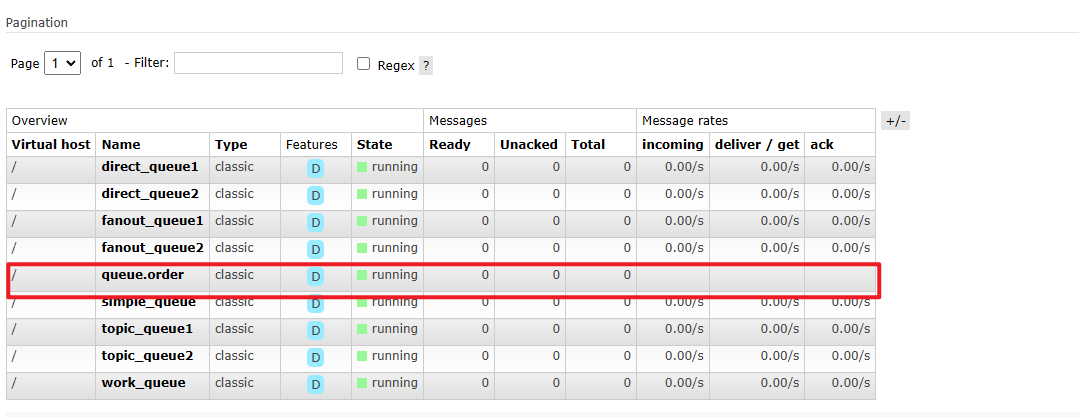 Pagination
Page 1 of 1 - Filter: Regex ?
Overview Messages Message rates +/-
Virtual host Name Type Features State Ready Unacked Total incoming deliver / get ack
/ direct_queue1 classic D running 0 0 0 0.00/s 0.00/s 0.00/s
/ direct_queue2 classic D running 0 0 0 0.00/s 0.00/s 0.00/s
/ fanout_queue1 classic D running 0 0 0 0.00/s 0.00/s 0.00/s
/ fanout_queue2 classic D running 0 0 0 0.00/s 0.00/s 0.00/s
/ queue.order classic D running 0 0 0
/ simple_queue classic D running 0 0 0 0.00/s 0.00/s 0.00/s
/ topic_queue1 classic D running 0 0 0 0.00/s 0.00/s 0.00/s
/ topic_queue2 classic D running 0 0 0 0.00/s 0.00/s 0.00/s
/ work_queue classic D running 0 0 0 0.00/s 0.00/s 0.00/s